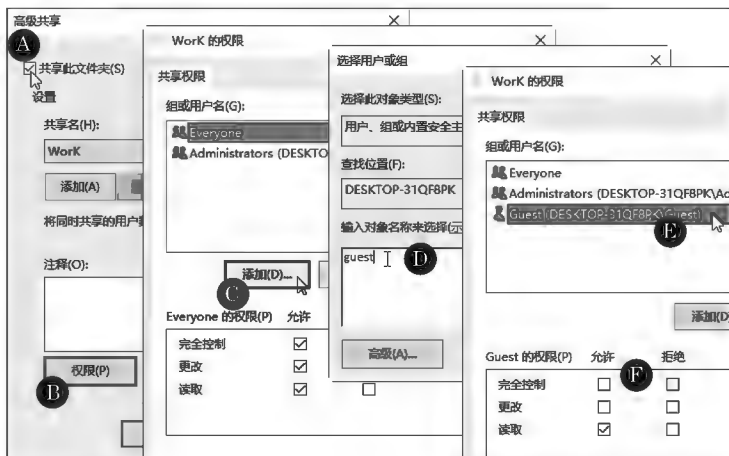 高级共享
A
共享此文件夹(S)
设置
共享名(H):
WorK
添加(A)
将同时共享的用户
注释(O):
权限(P)
B
WorK 的权限
共享权限
组或用户名(G):
Everyone
Administrators (DESKTO
添加(D)...
C
Everyone 的权限(P) 允许
完全控制
更改
读取
选择用户或组
选择此对象类型(S):
用户、组或内置安全主
查找位置(F):
DESKTOP-31QF8PK
输入对象名称来选择(示
guest
D
高级(A)...
WorK 的权限
共享权限
组或用户名(G):
Everyone
Administrators (DESKTOP-31QF8PK\Ad
Guest (DESKTOP-31QF8PK\Guest)
E
添加(D
Guest 的权限(P) 允许 拒绝
F
完全控制
更改
读取